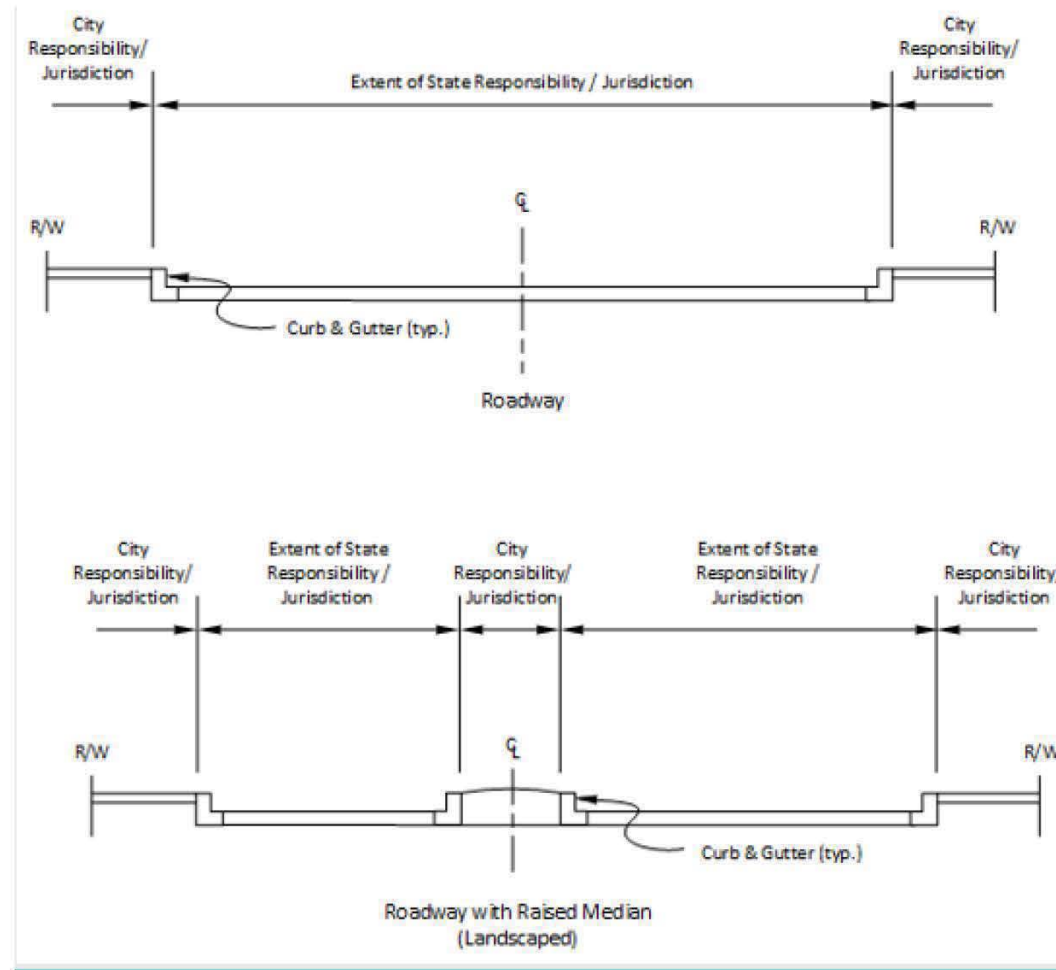 City
Responsibility/
Jurisdiction
Extent of State Responsibility / Jurisdiction
City
Responsibility/
Jurisdiction
℄
R/W
R/W
Curb & Gutter (typ.)
Roadway
City
Responsibility/
Jurisdiction
Extent of State
Responsibility /
Jurisdiction
City
Responsibility/
Jurisdiction
Extent of State
Responsibility /
Jurisdiction
City
Responsibility/
Jurisdiction
R/W
℄
R/W
Curb & Gutter (typ.)
Roadway with Raised Median
(Landscaped)